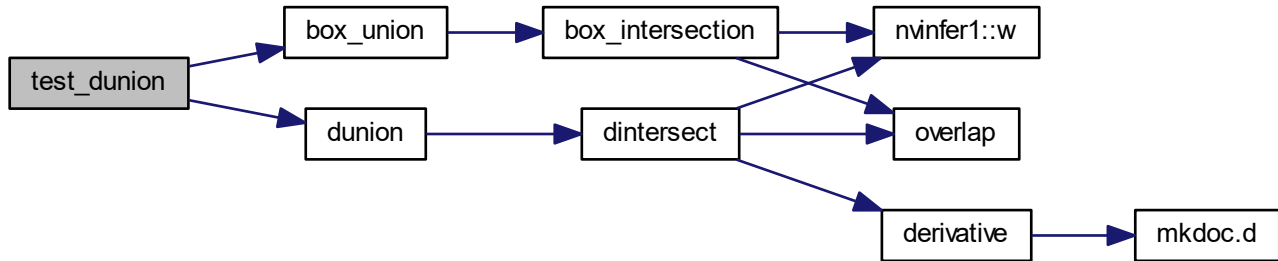 test_dunion
box_union
box_intersection
nvinfer1::w
dunion
dintersect
overlap
derivative
mkdoc.d